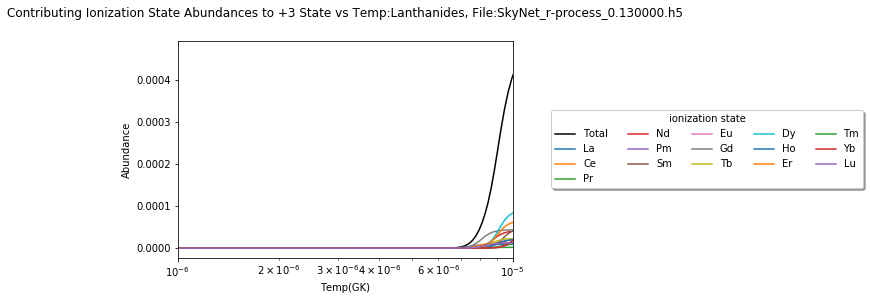 Contributing Ionization State Abundances to +3 State vs Temp:Lanthanides, File:SkyNet_r-process_0.130000.h5
0.0004
0.0003
0.0002
0.0001
0.0000
Abundance
10⁻⁶
2 × 10⁻⁶
3 × 10⁻⁶
4 × 10⁻⁶
6 × 10⁻⁶
10⁻⁵
Temp(GK)
ionization state
Total
La
Ce
Pr
Nd
Pm
Sm
Eu
Gd
Tb
Dy
Ho
Er
Tm
Yb
Lu